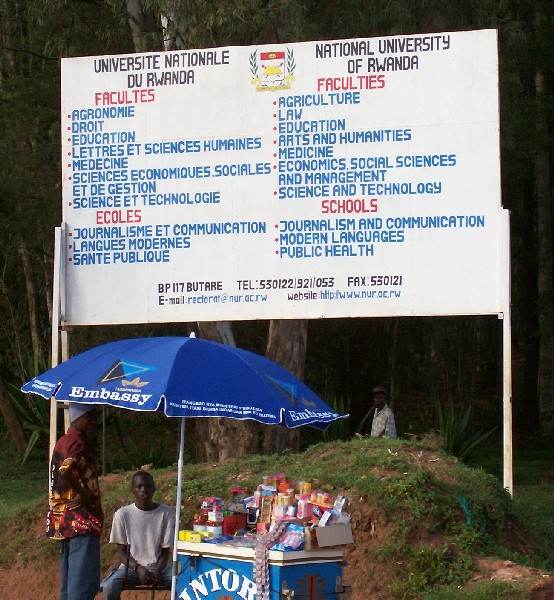 UNIVERSITE NATIONALE
DU RWANDA
FACULTES
• AGRONOMIE
• DROIT
• EDUCATION
• LETTRES ET SCIENCES HUMAINES
• MEDECINE
• SCIENCES ECONOMIQUES, SOCIALES
ET DE GESTION
• SCIENCE ET TECHNOLOGIE
ECOLES
• JOURNALISME ET COMMUNICATION
• LANGUES MODERNES
• SANTE PUBLIQUE
NATIONAL UNIVERSITY
OF RWANDA
FACULTIES
• AGRICULTURE
• LAW
• EDUCATION
• ARTS AND HUMANITIES
• MEDICINE
• ECONOMICS, SOCIAL SCIENCES
AND MANAGEMENT
• SCIENCE AND TECHNOLOGY
SCHOOLS
• JOURNALISM AND COMMUNICATION
• MODERN LANGUAGES
• PUBLIC HEALTH
BP 117 BUTARE TEL: 530122/921/053 FAX. 530121
E-mail: rectorat@nur.ac.rw website: http://www.nur.ac.rw
Embassy
Embassy
INTOR